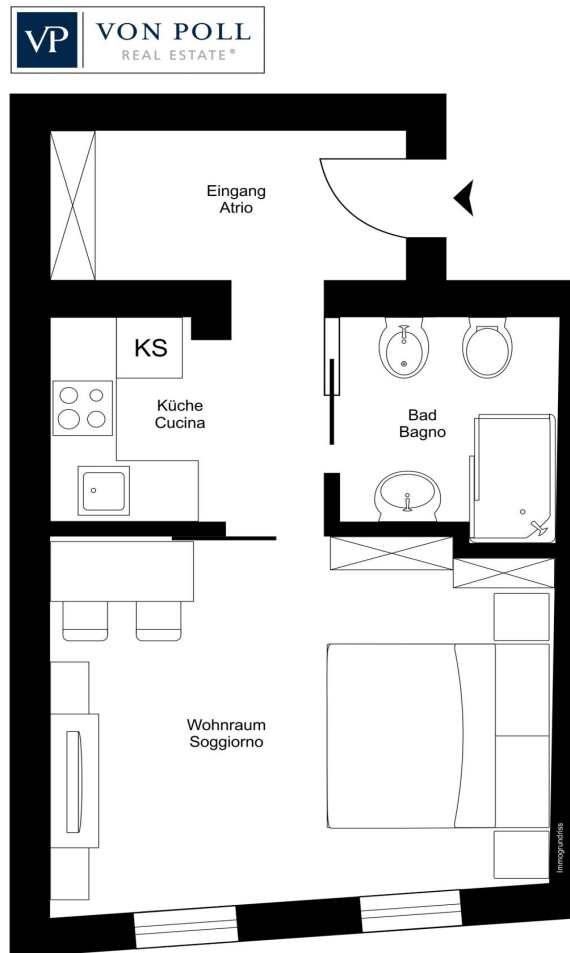 VP VON POLL
REAL ESTATE®
Eingang
Atrio
KS
Küche
Cucina
Bad
Bagno
Wohnraum
Soggiorno
Immogrundriss